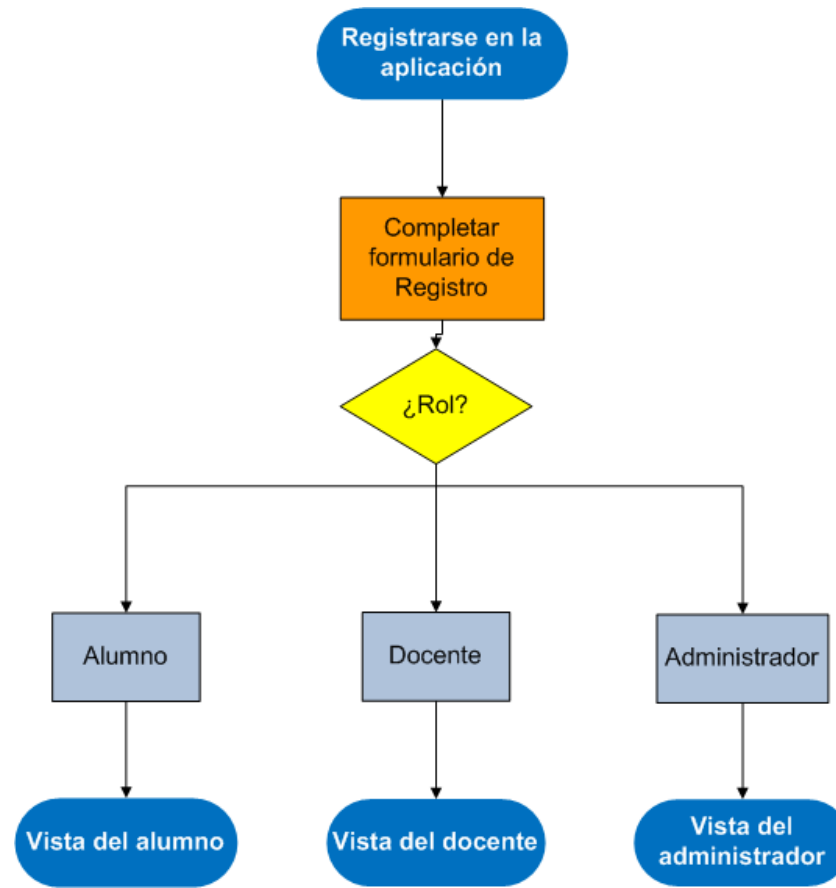 Registrarse en la
aplicación
Completar
formulario de
Registro
¿Rol?
Alumno
Docente
Administrador
Vista del alumno
Vista del docente
Vista del
administrador